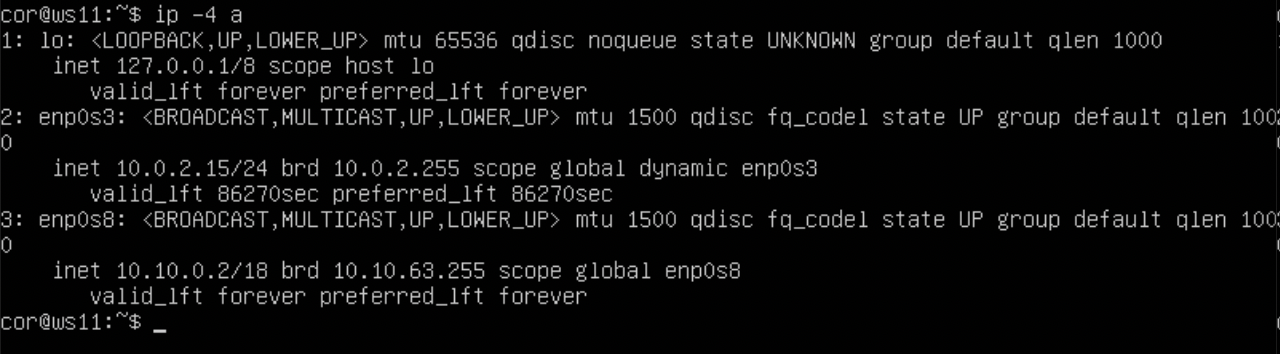 cor@ws11:~$ ip -4 a
1: lo: <LOOPBACK,UP,LOWER_UP> mtu 65536 qdisc noqueue state UNKNOWN group default qlen 1000
    inet 127.0.0.1/8 scope host lo
       valid_lft forever preferred_lft forever
2: enp0s3: <BROADCAST,MULTICAST,UP,LOWER_UP> mtu 1500 qdisc fq_codel state UP group default qlen 100
0
    inet 10.0.2.15/24 brd 10.0.2.255 scope global dynamic enp0s3
       valid_lft 86270sec preferred_lft 86270sec
3: enp0s8: <BROADCAST,MULTICAST,UP,LOWER_UP> mtu 1500 qdisc fq_codel state UP group default qlen 100
0
    inet 10.10.0.2/18 brd 10.10.63.255 scope global enp0s8
       valid_lft forever preferred_lft forever
cor@ws11:~$ _